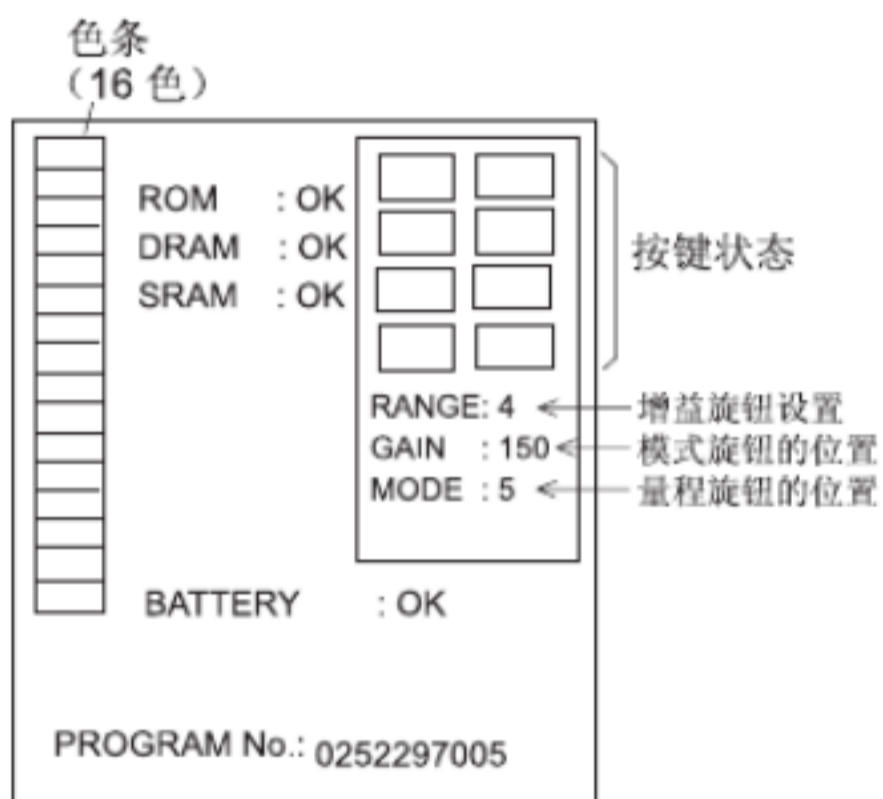 色条
（16 色）
ROM : OK
DRAM : OK
SRAM : OK
按键状态
RANGE: 4
增益旋钮设置
GAIN : 150
模式旋钮的位置
MODE : 5
量程旋钮的位置
BATTERY : OK
PROGRAM No.: 0252297005